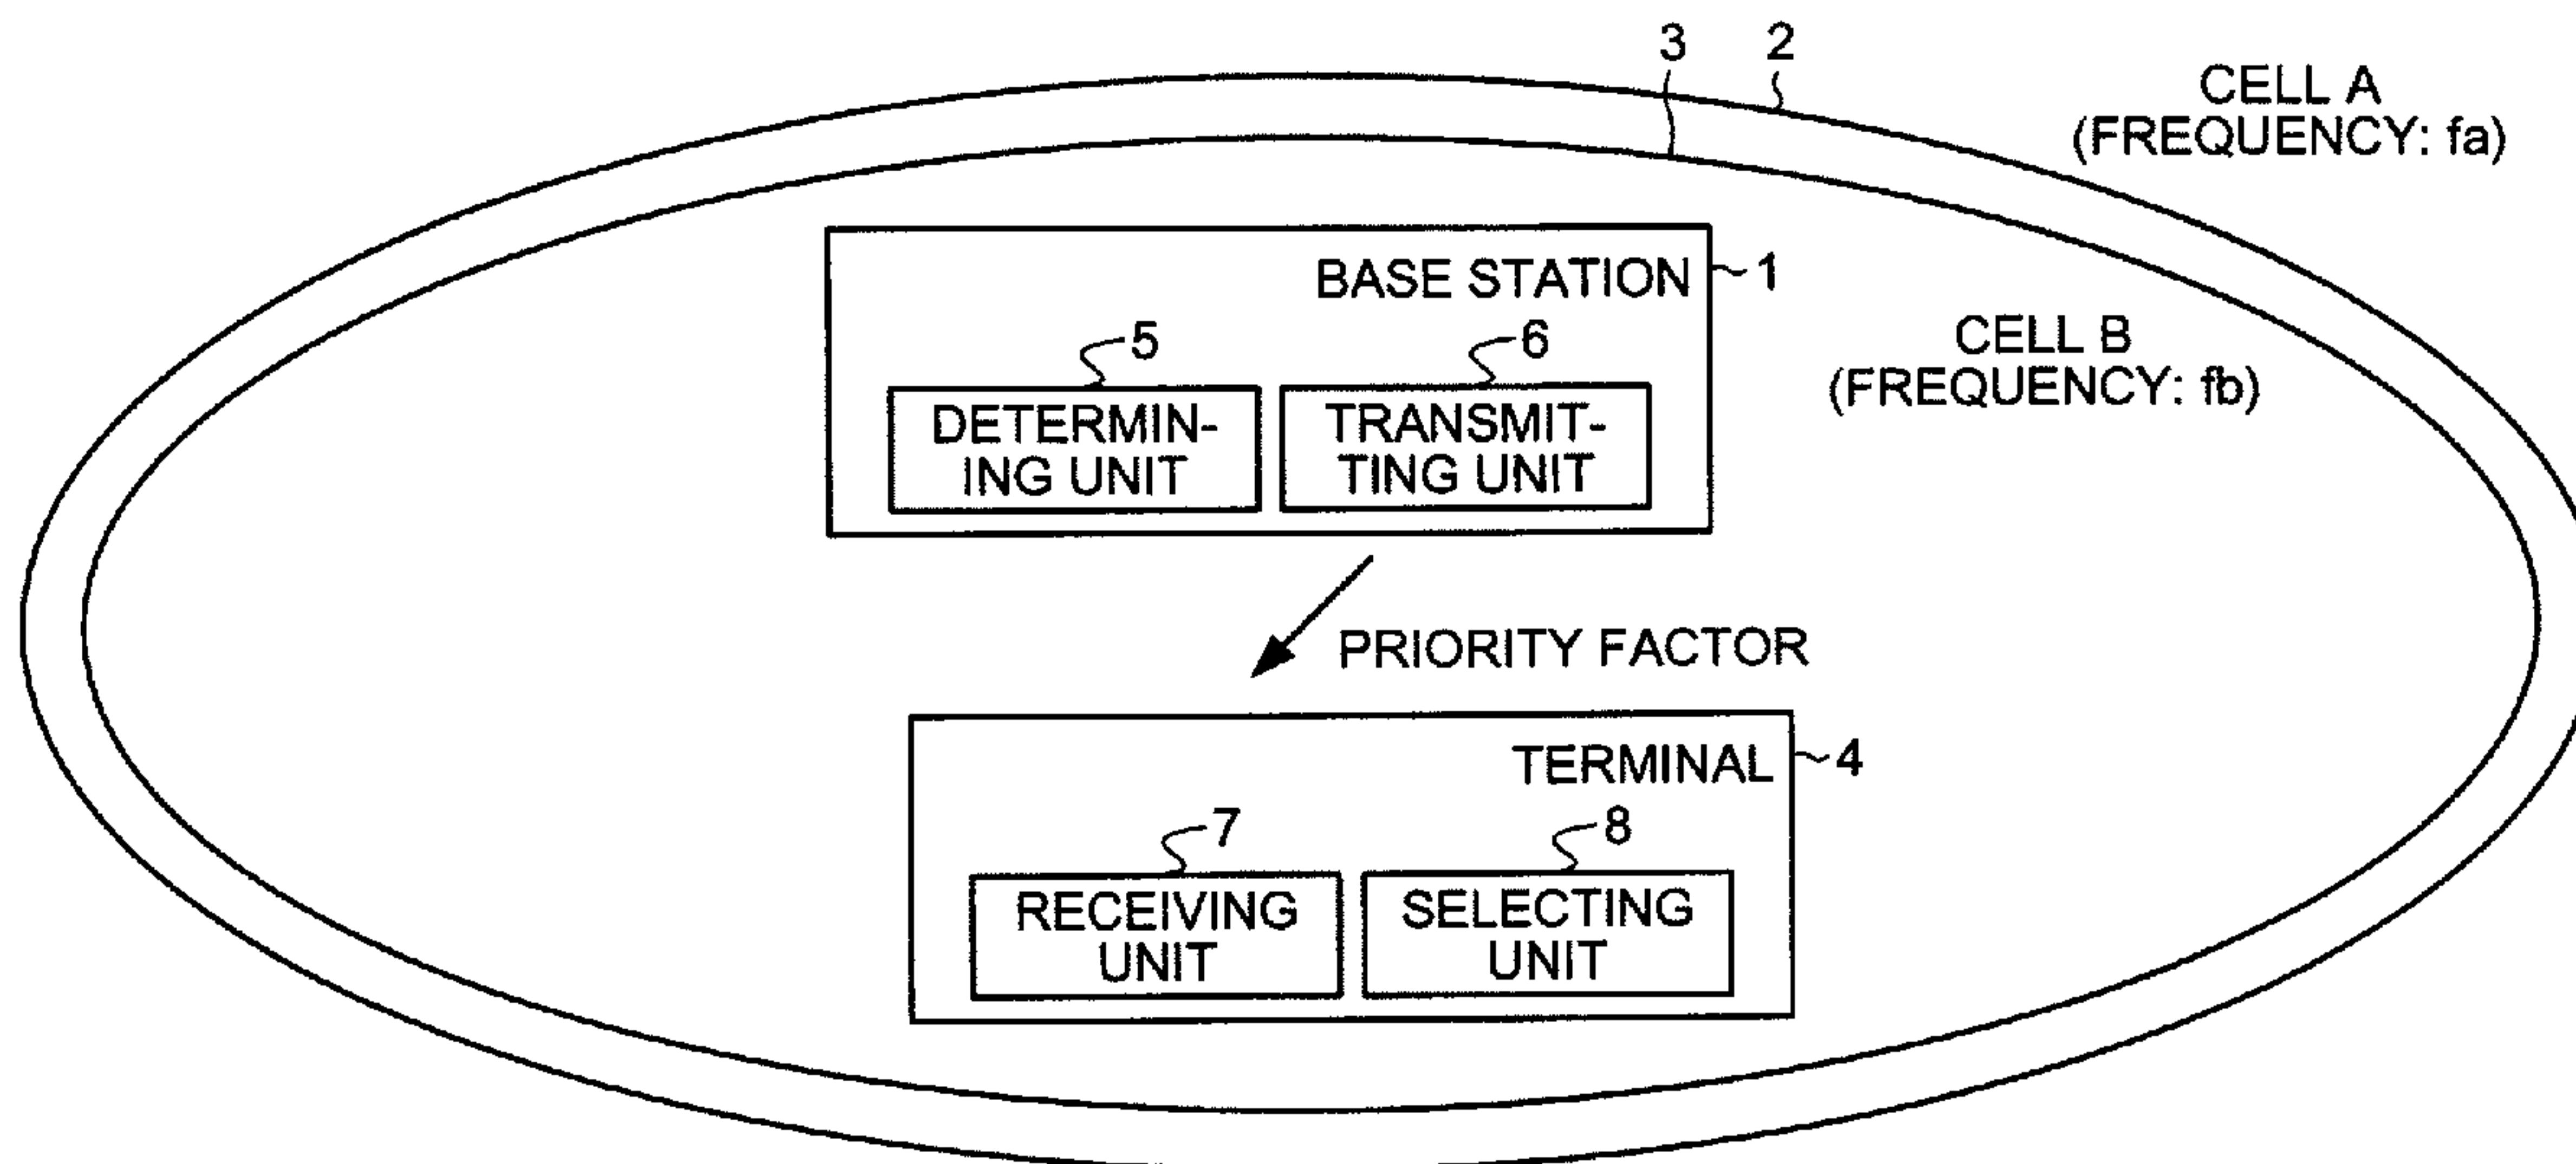 3
2
CELL A
(FREQUENCY: fa)
BASE STATION
1
CELL B
(FREQUENCY: fb)
5
6
DETERMIN-
ING UNIT
TRANSMIT-
TING UNIT
PRIORITY FACTOR
TERMINAL
4
7
8
RECEIVING
UNIT
SELECTING
UNIT